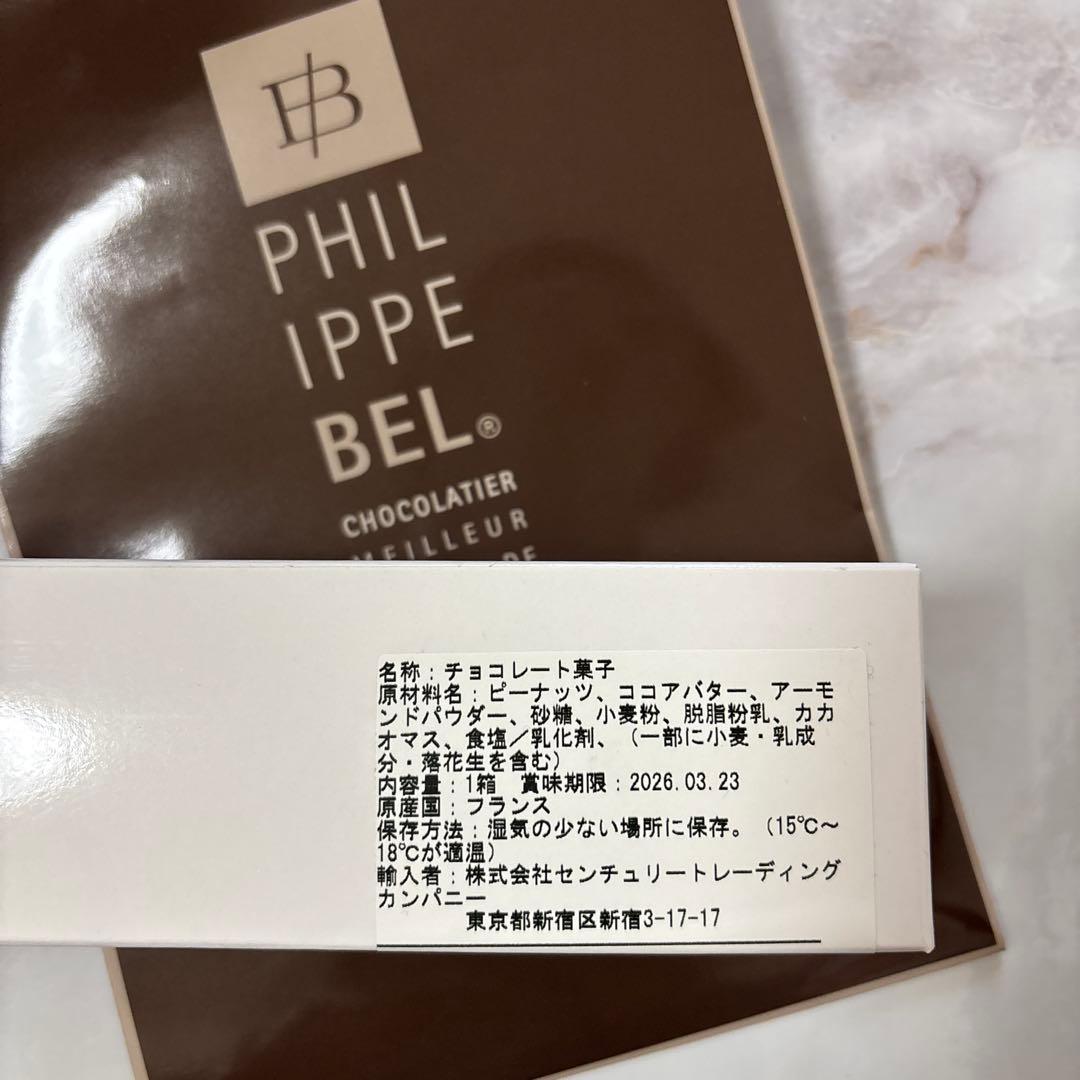 B
PHIL
IPPE
BEL®
CHOCOLATIER
MEILLEUR
DE
名称：チョコレート菓子
原材料名：ピーナッツ、ココアバター、アーモ
ンドパウダー、砂糖、小麦粉、脱脂粉乳、カカ
オマス、食塩／乳化剤、（一部に小麦・乳成
分・落花生を含む）
内容量：1箱　賞味期限：2026.03.23
原産国：フランス
保存方法：湿気の少ない場所に保存。（15℃～
18℃が適温）
輸入者：株式会社センチュリートレーディング
カンパニー
東京都新宿区新宿3-17-17